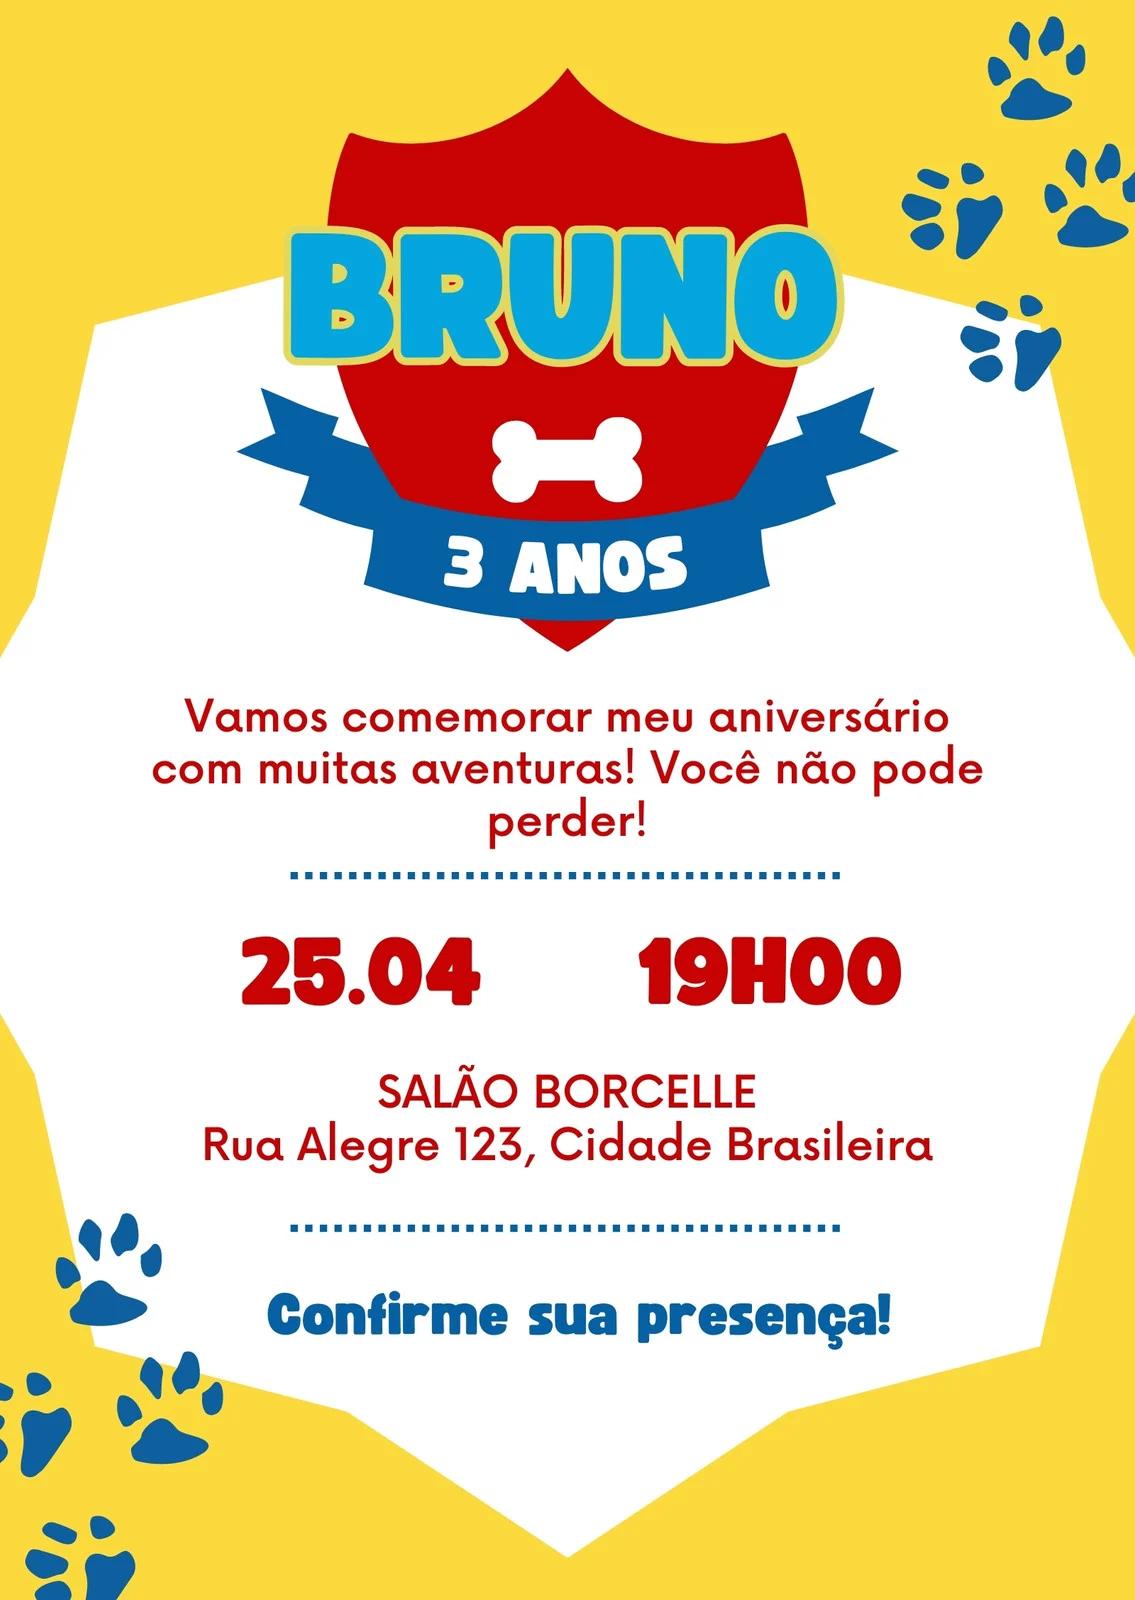 BRUNO
3 ANOS
Vamos comemorar meu aniversário
com muitas aventuras! Você não pode
perder!
25.04 19H00
SALÃO BORCELLE
Rua Alegre 123, Cidade Brasileira
Confirme sua presença!